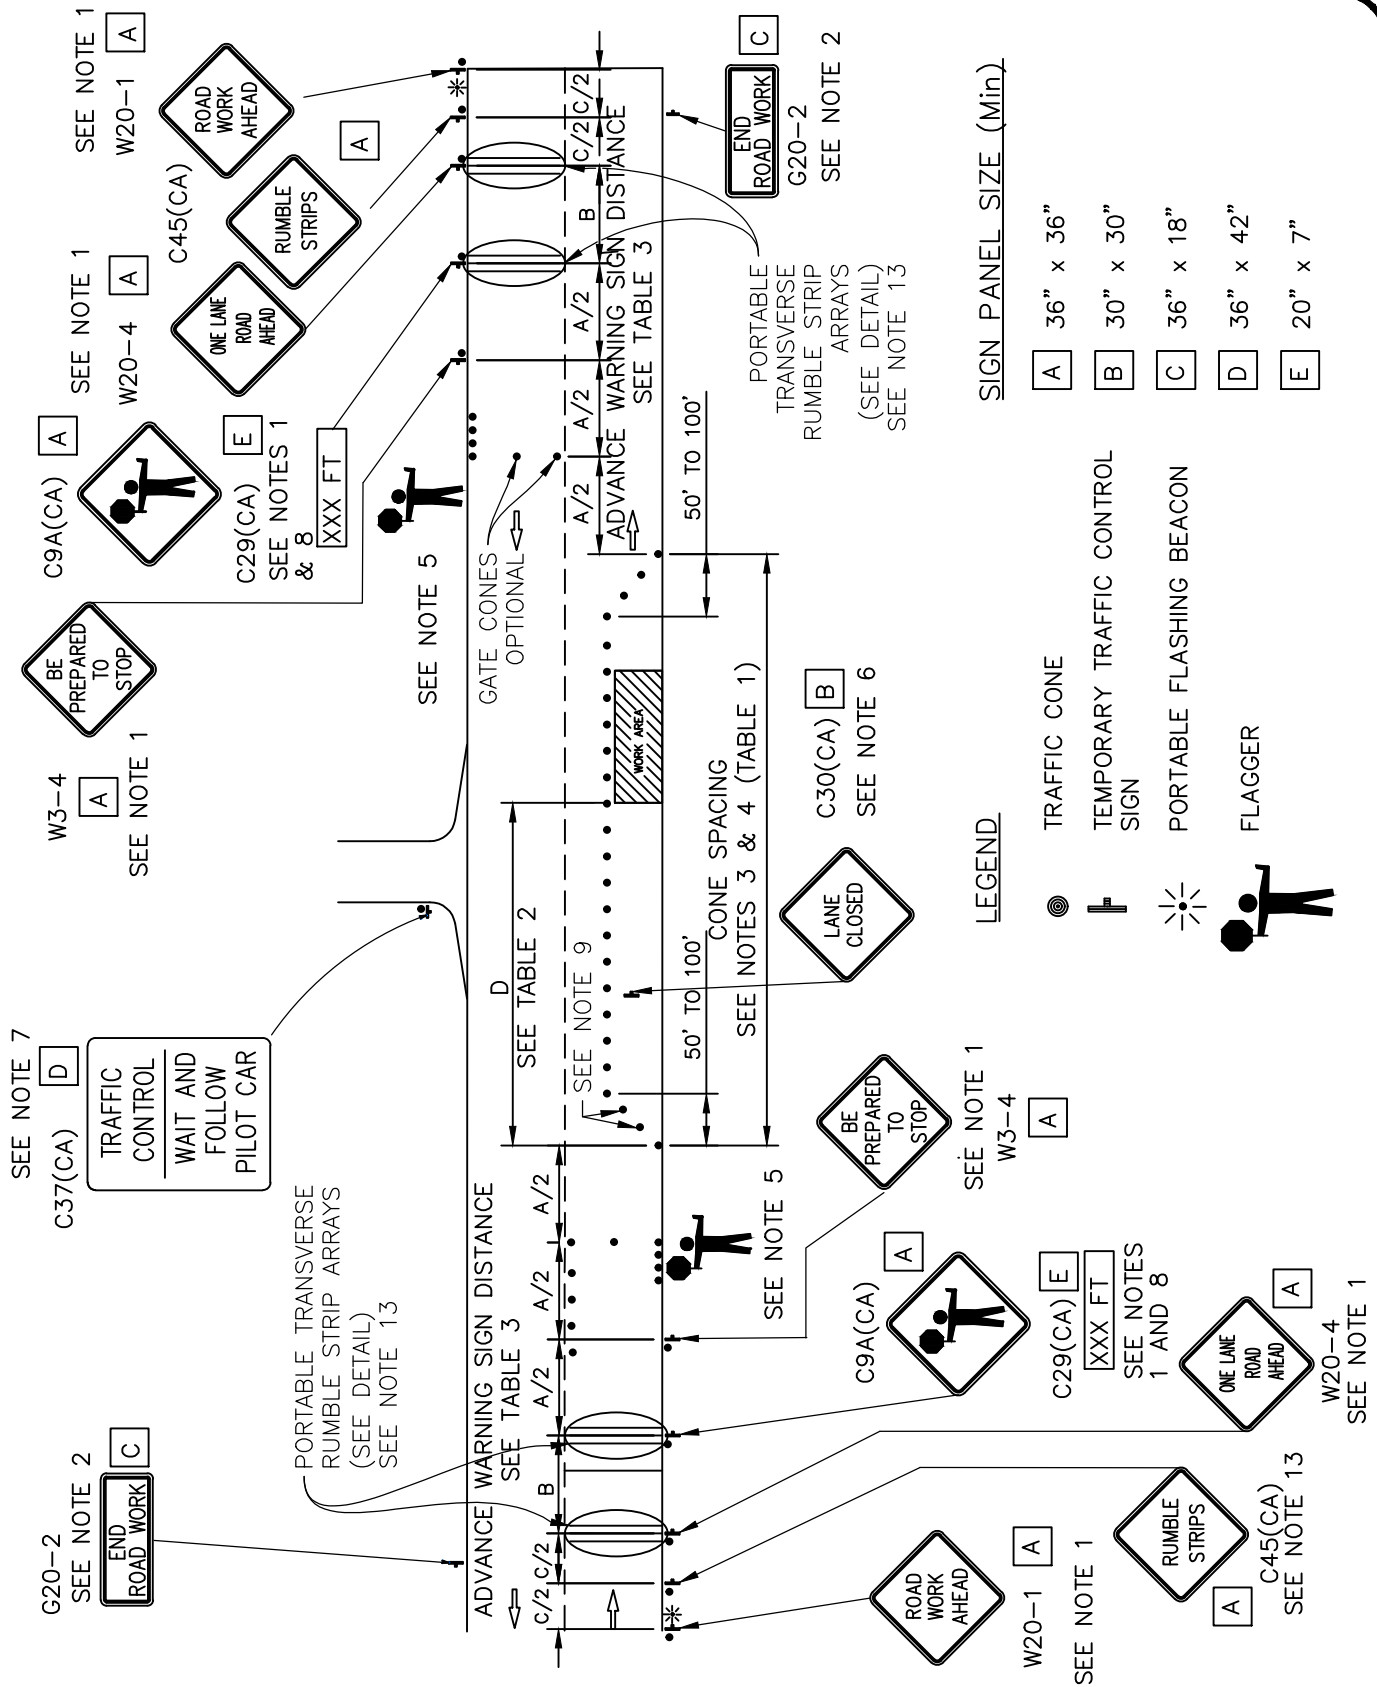 SEE NOTE 7
C37(CA)
D
TRAFFIC
CONTROL
WAIT AND
FOLLOW
PILOT CAR
W3-4
A
SEE NOTE 1
BE
PREPARED
TO
STOP
C9A(CA)
A
C29(CA)
E
SEE NOTES 1
& 8
XXX FT
SEE NOTE 1
W20-4
A
ONE LANE
ROAD
AHEAD
C45(CA)
RUMBLE
STRIPS
A
SEE NOTE 1
W20-1
A
ROAD
WORK
AHEAD
G20-2
SEE NOTE 2
C
END
ROAD WORK
PORTABLE TRANSVERSE
RUMBLE STRIP ARRAYS
(SEE DETAIL)
SEE NOTE 13
SEE NOTE 5
GATE CONES
OPTIONAL
ADVANCE WARNING SIGN DISTANCE
SEE TABLE 3
C/2
C/2
B
A/2
A/2
A/2
D
SEE TABLE 2
SEE NOTE 9
WORK AREA
A/2
A/2
A/2
B
C/2
C/2
ADVANCE WARNING SIGN DISTANCE
SEE TABLE 3
50' TO 100'
50' TO 100'
CONE SPACING
SEE NOTES 3 & 4 (TABLE 1)
PORTABLE
TRANSVERSE
RUMBLE STRIP
ARRAYS
(SEE DETAIL)
SEE NOTE 13
C
END
ROAD WORK
G20-2
SEE NOTE 2
SEE NOTE 5
LANE
CLOSED
C30(CA)
B
SEE NOTE 6
BE
PREPARED
TO
STOP
SEE NOTE 1
W3-4
A
C9A(CA)
A
C29(CA)
E
XXX FT
SEE NOTES
1 AND 8
ONE LANE
ROAD
AHEAD
A
W20-4
SEE NOTE 1
RUMBLE
STRIPS
A
C45(CA)
SEE NOTE 13
ROAD
WORK
AHEAD
W20-1
A
SEE NOTE 1
LEGEND
TRAFFIC CONE
TEMPORARY TRAFFIC CONTROL
SIGN
PORTABLE FLASHING BEACON
FLAGGER
SIGN PANEL SIZE (Min)
A 36" x 36"
B 30" x 30"
C 36" x 18"
D 36" x 42"
E 20" x 7"